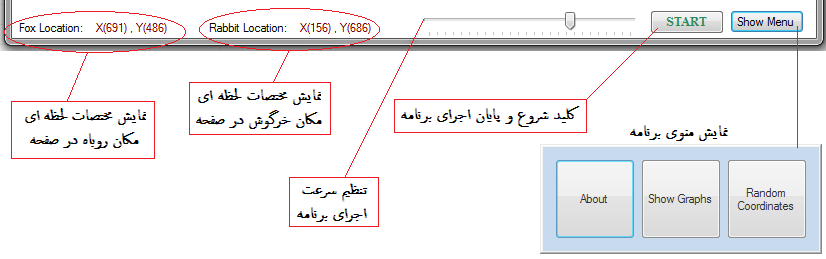 Fox Location: X(691) , Y(486) Rabbit Location: X(156) , Y(686) START Show Menu
نمایش مختصات لحظه ای
مکان روباه در صفحه
نمایش مختصات لحظه ای
مکان خرگوش در صفحه
کلید شروع و پایان اجرای برنامه
نمایش منوی برنامه
تنظیم سرعت
اجرای برنامه
About
Show Graphs
Random
Coordinates